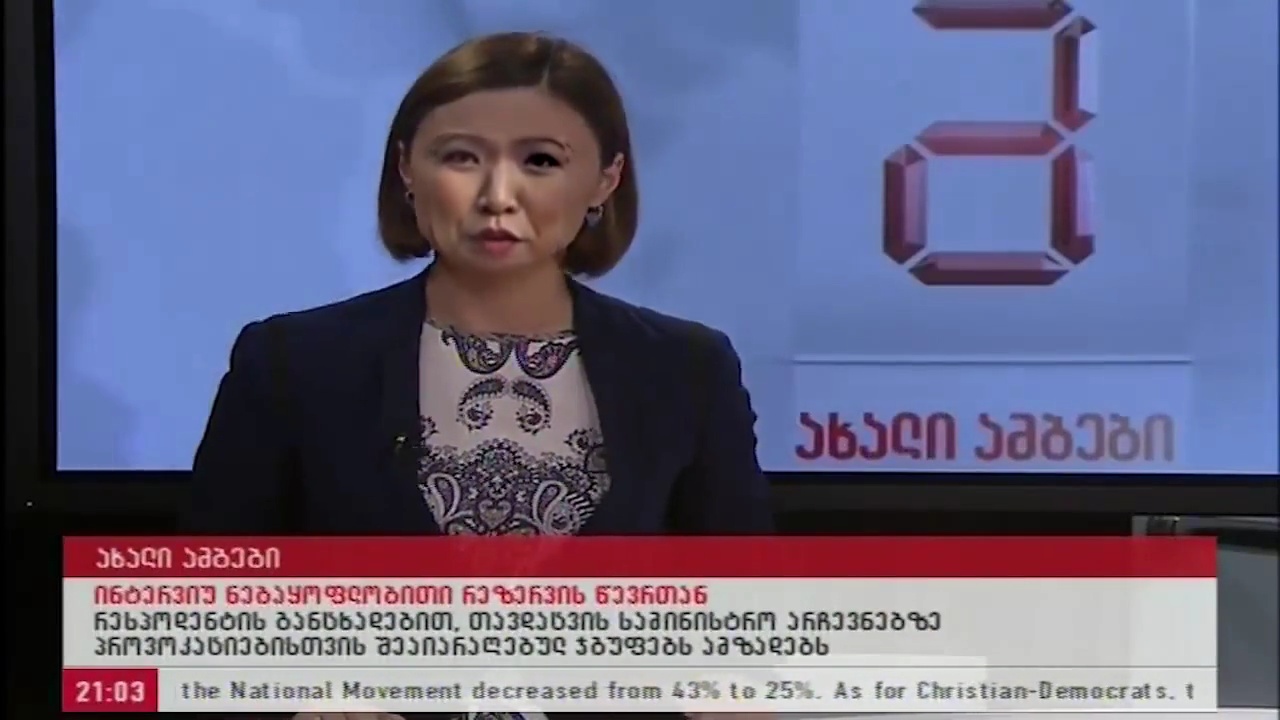 ახალი ამბები
ახალი ამბები
ინტერვიუ ნებაყოფლობითი რეზერვის წევრთან
რესპოდენტის განცხადებით, თავდაცვის სამინისტრო არჩევნებზე
პროვოკაციებისთვის შეაიარაღებულ ჯგუფებს ამზადებს
21:03 the National Movement decreased from 43% to 25%. As for Christian-Democrats, t